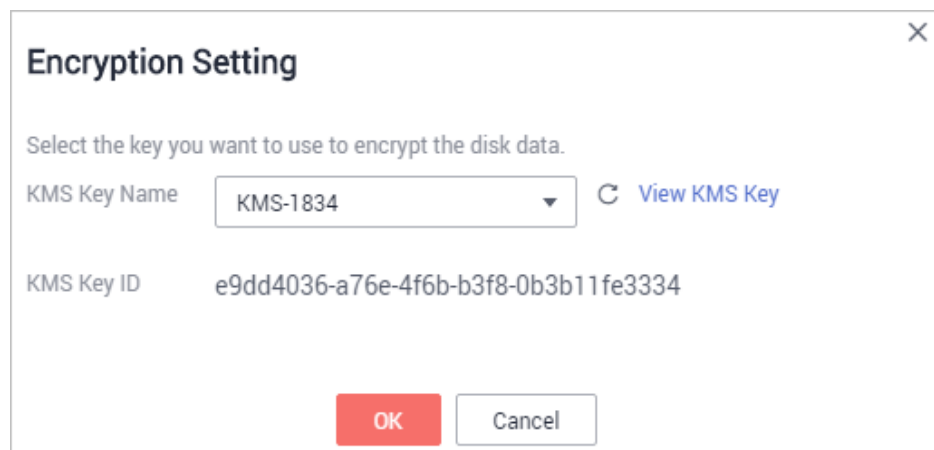 Encryption Setting
Select the key you want to use to encrypt the disk data.
KMS Key Name KMS-1834 View KMS Key
KMS Key ID e9dd4036-a76e-4f6b-b3f8-0b3b11fe3334
OK Cancel